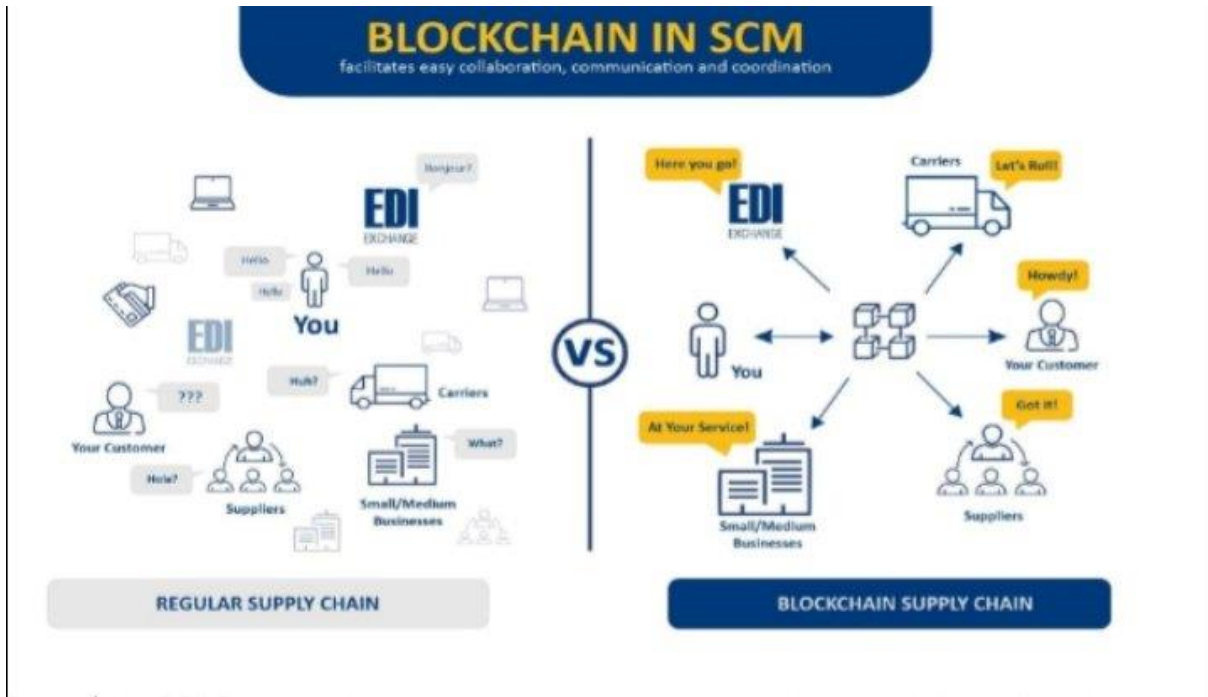 BLOCKCHAIN IN SCM
facilitates easy collaboration, communication and coordination
Bonjour?
EDI
EXCHANGE
Hello
Hello
Hello
You
EDI
EXCHANGE
Huh?
Carriers
???
Your Customer
Hola?
Suppliers
What?
Small/Medium
Businesses
REGULAR SUPPLY CHAIN
VS
Here you go!
EDI
EXCHANGE
Carriers
Let's Roll!
Howdy!
Your Customer
You
Got it!
Suppliers
At Your Service!
Small/Medium
Businesses
BLOCKCHAIN SUPPLY CHAIN